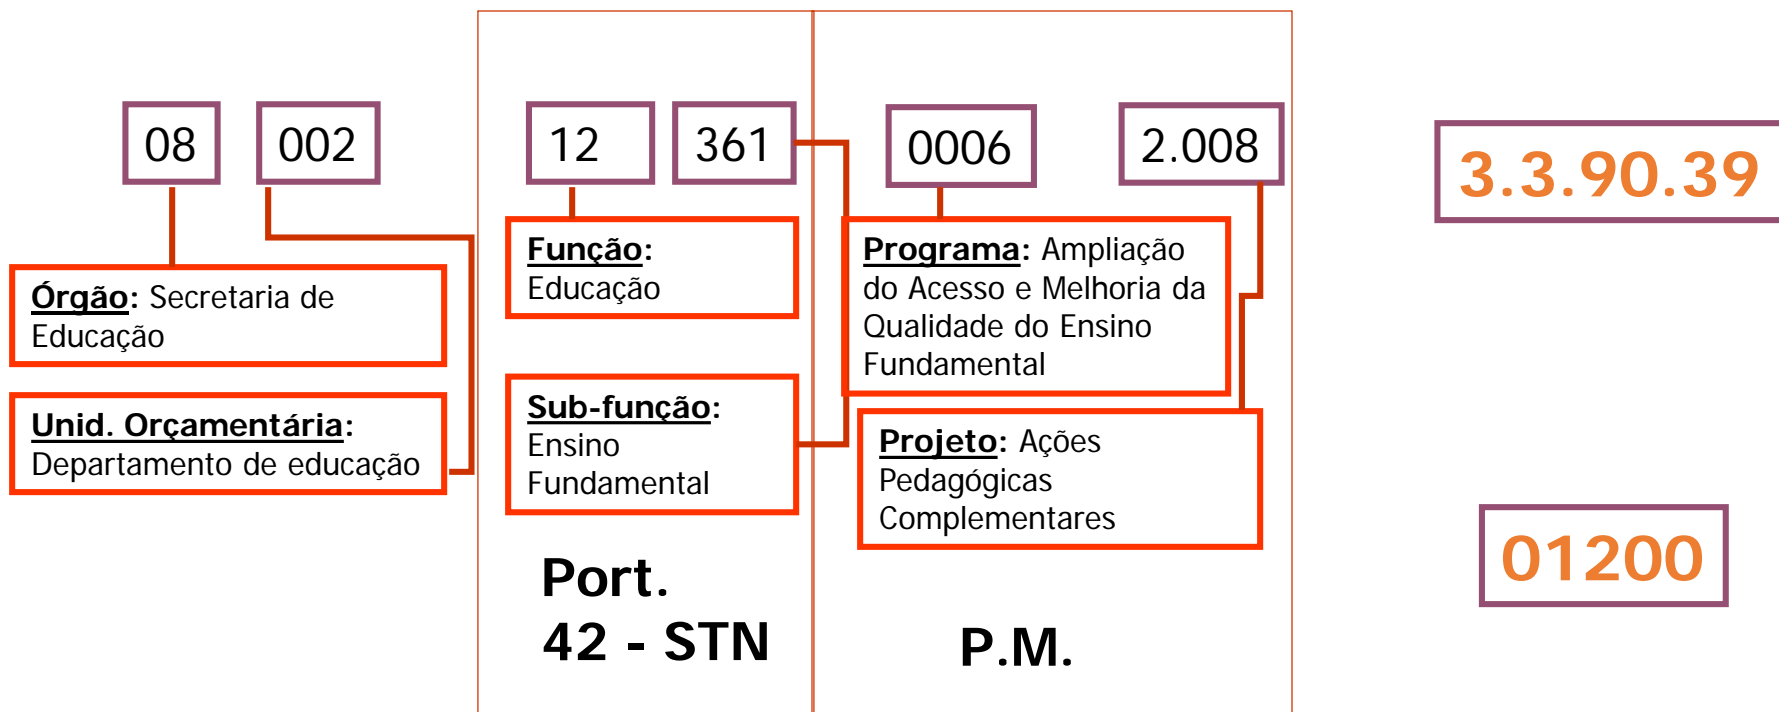 08
002
12
361
0006
2.008
3.3.90.39
Órgão: Secretaria de
Educação
Unid. Orçamentária:
Departamento de educação
Função:
Educação
Sub-função:
Ensino
Fundamental
Programa: Ampliação
do Acesso e Melhoria da
Qualidade do Ensino
Fundamental
Projeto: Ações
Pedagógicas
Complementares
01200
Port.
42 - STN
P.M.